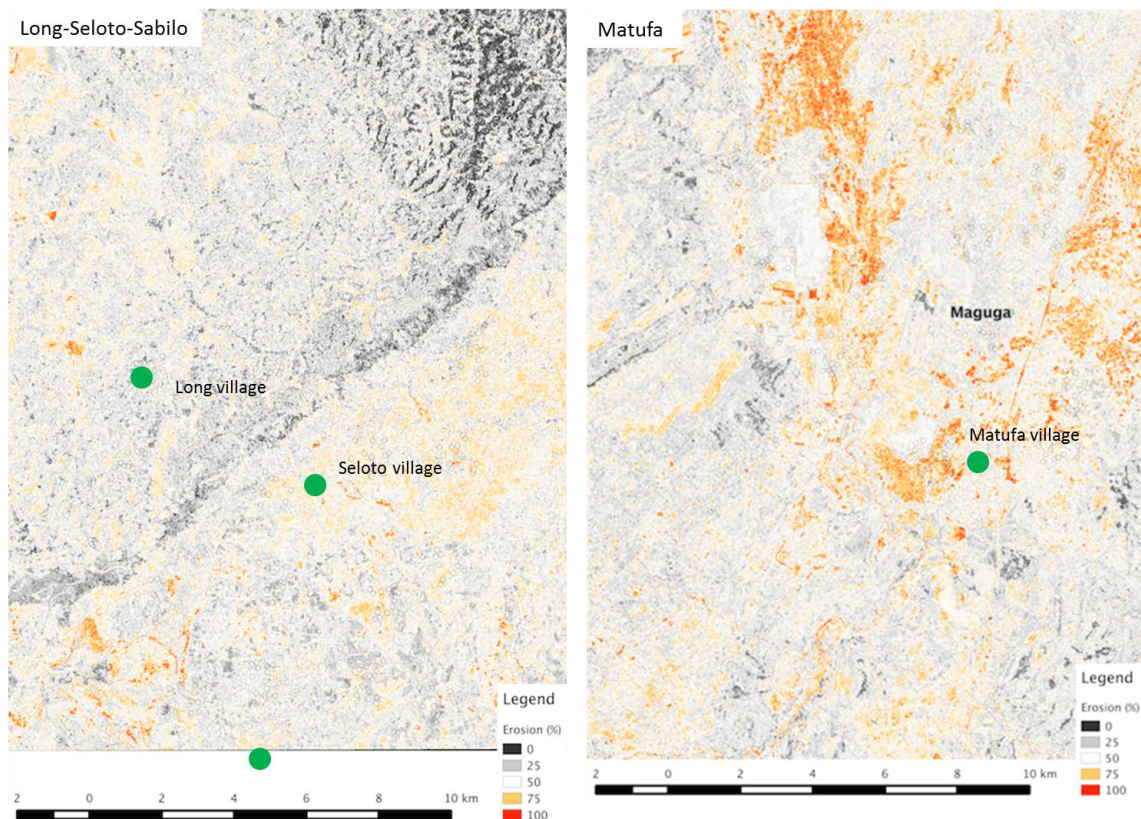 Long-Seloto-Sabilo
Long village
Seloto village
Legend
Erosion (%)
0
25
50
75
100
2 0 2 4 6 8 10 km
Matufa
Maguga
Matufa village
Legend
Erosion (%)
0
25
50
75
100
2 0 2 4 6 8 10 km